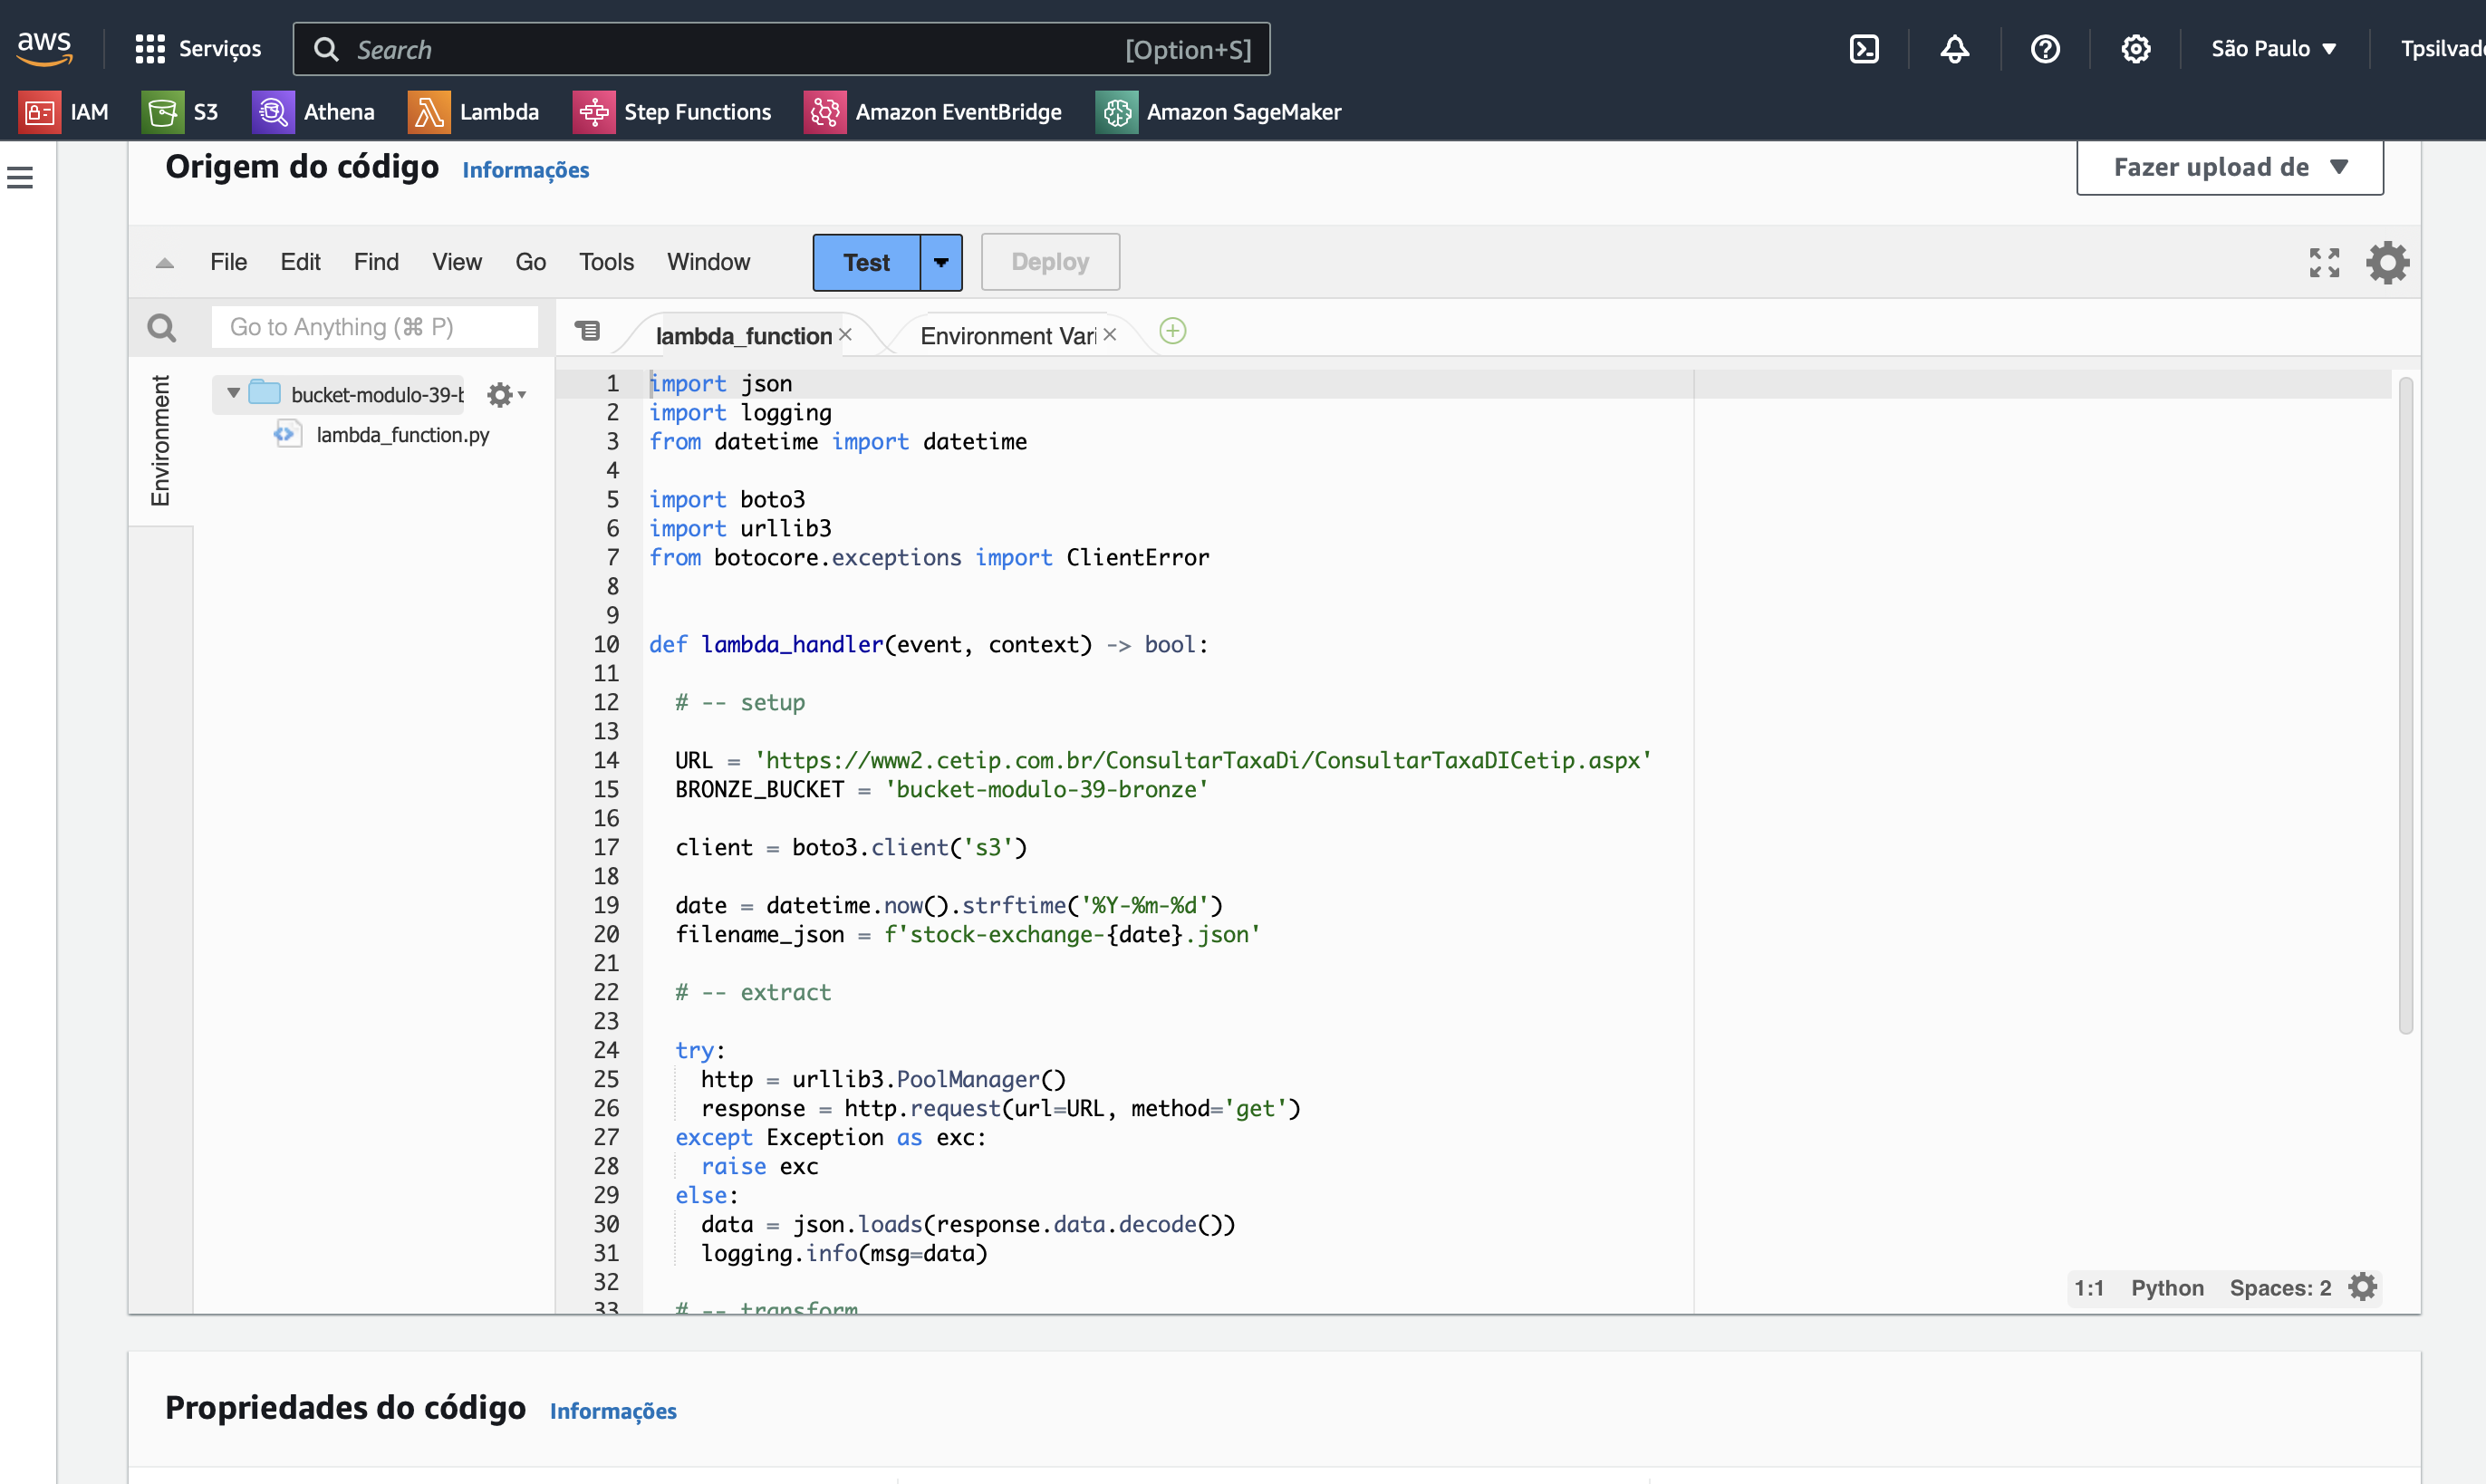 aws Serviços Search [Option+S] São Paulo Tpsilvad
IAM S3 Athena Lambda Step Functions Amazon EventBridge Amazon SageMaker
Origem do código Informações Fazer upload de
File Edit Find View Go Tools Window Test Deploy
Go to Anything (⌘ P) lambda_function Environment Vari
Environment
bucket-modulo-39-b
lambda_function.py
1 import json
2 import logging
3 from datetime import datetime
4
5 import boto3
6 import urllib3
7 from botocore.exceptions import ClientError
8
9
10 def lambda_handler(event, context) -> bool:
11
12 # -- setup
13
14 URL = 'https://www2.cetip.com.br/ConsultarTaxaDi/ConsultarTaxaDICetip.aspx'
15 BRONZE_BUCKET = 'bucket-modulo-39-bronze'
16
17 client = boto3.client('s3')
18
19 date = datetime.now().strftime('%Y-%m-%d')
20 filename_json = f'stock-exchange-{date}.json'
21
22 # -- extract
23
24 try:
25 http = urllib3.PoolManager()
26 response = http.request(url=URL, method='get')
27 except Exception as exc:
28 raise exc
29 else:
30 data = json.loads(response.data.decode())
31 logging.info(msg=data)
32
33 # -- transform
1:1 Python Spaces: 2
Propriedades do código Informações